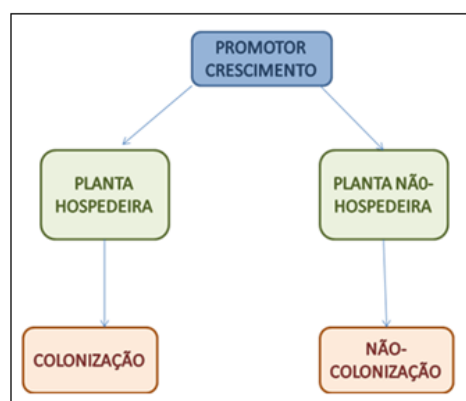 PROMOTOR
CRESCIMENTO
PLANTA
HOSPEDEIRA
PLANTA NÃ0-
HOSPEDEIRA
COLONIZAÇÃO
NÃO-
COLONIZAÇÃO